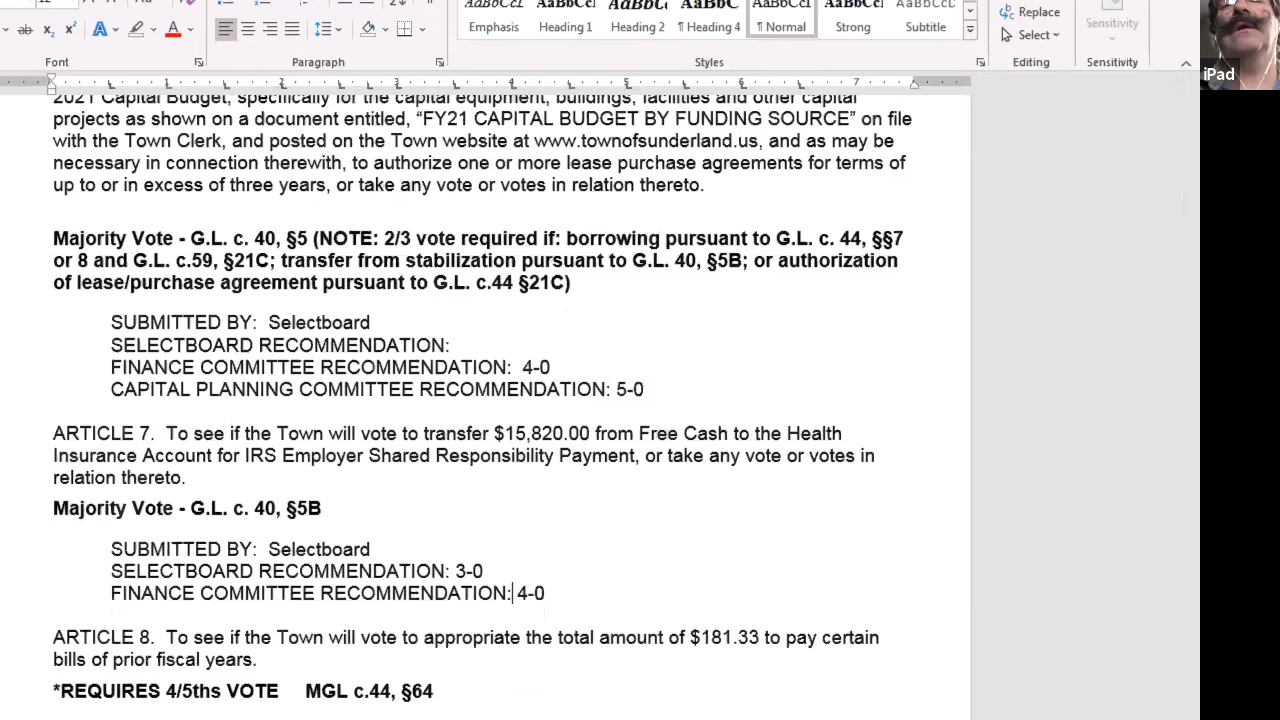 Emphasis
Heading 1
Heading 2
¶ Heading 4
¶ Normal
Strong
Subtitle
Replace
Select
Sensitivity
iPad
Font
Paragraph
Styles
Editing
Sensitivity
1 2 3 4 5 6 7
2021 Capital Budget, specifically for the capital equipment, buildings, facilities and other capital
projects as shown on a document entitled, “FY21 CAPITAL BUDGET BY FUNDING SOURCE” on file
with the Town Clerk, and posted on the Town website at www.townofsunderland.us, and as may be
necessary in connection therewith, to authorize one or more lease purchase agreements for terms of
up to or in excess of three years, or take any vote or votes in relation thereto.
Majority Vote - G.L. c. 40, §5 (NOTE: 2/3 vote required if: borrowing pursuant to G.L. c. 44, §§7
or 8 and G.L. c.59, §21C; transfer from stabilization pursuant to G.L. 40, §5B; or authorization
of lease/purchase agreement pursuant to G.L. c.44 §21C)
SUBMITTED BY: Selectboard
SELECTBOARD RECOMMENDATION:
FINANCE COMMITTEE RECOMMENDATION: 4-0
CAPITAL PLANNING COMMITTEE RECOMMENDATION: 5-0
ARTICLE 7. To see if the Town will vote to transfer $15,820.00 from Free Cash to the Health
Insurance Account for IRS Employer Shared Responsibility Payment, or take any vote or votes in
relation thereto.
Majority Vote - G.L. c. 40, §5B
SUBMITTED BY: Selectboard
SELECTBOARD RECOMMENDATION: 3-0
FINANCE COMMITTEE RECOMMENDATION: 4-0
ARTICLE 8. To see if the Town will vote to appropriate the total amount of $181.33 to pay certain
bills of prior fiscal years.
*REQUIRES 4/5ths VOTE MGL c.44, §64